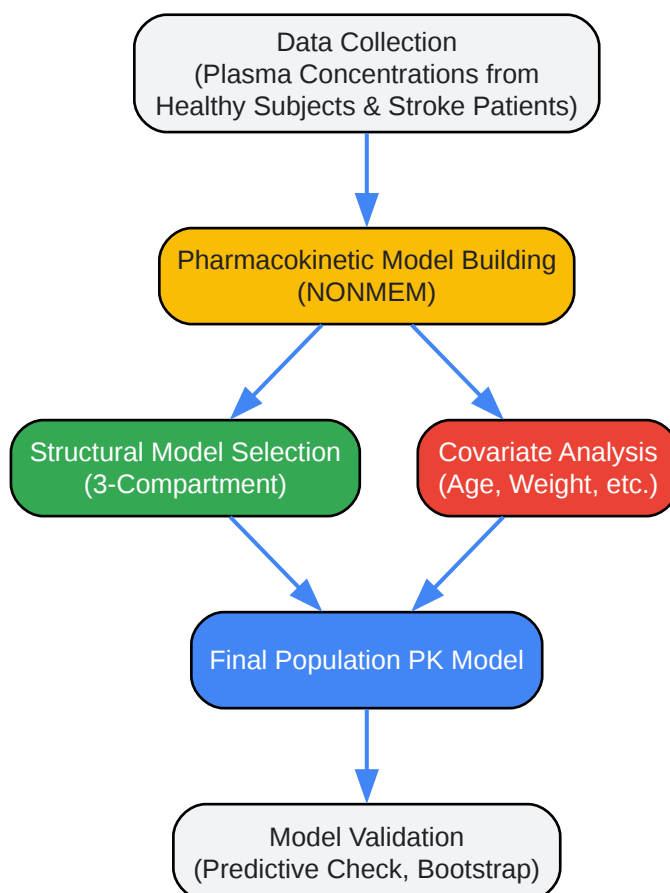 Data Collection
(Plasma Concentrations from
Healthy Subjects & Stroke Patients)
Pharmacokinetic Model Building
(NONMEM)
Structural Model Selection
(3-Compartment)
Covariate Analysis
(Age, Weight, etc.)
Final Population PK Model
Model Validation
(Predictive Check, Bootstrap)